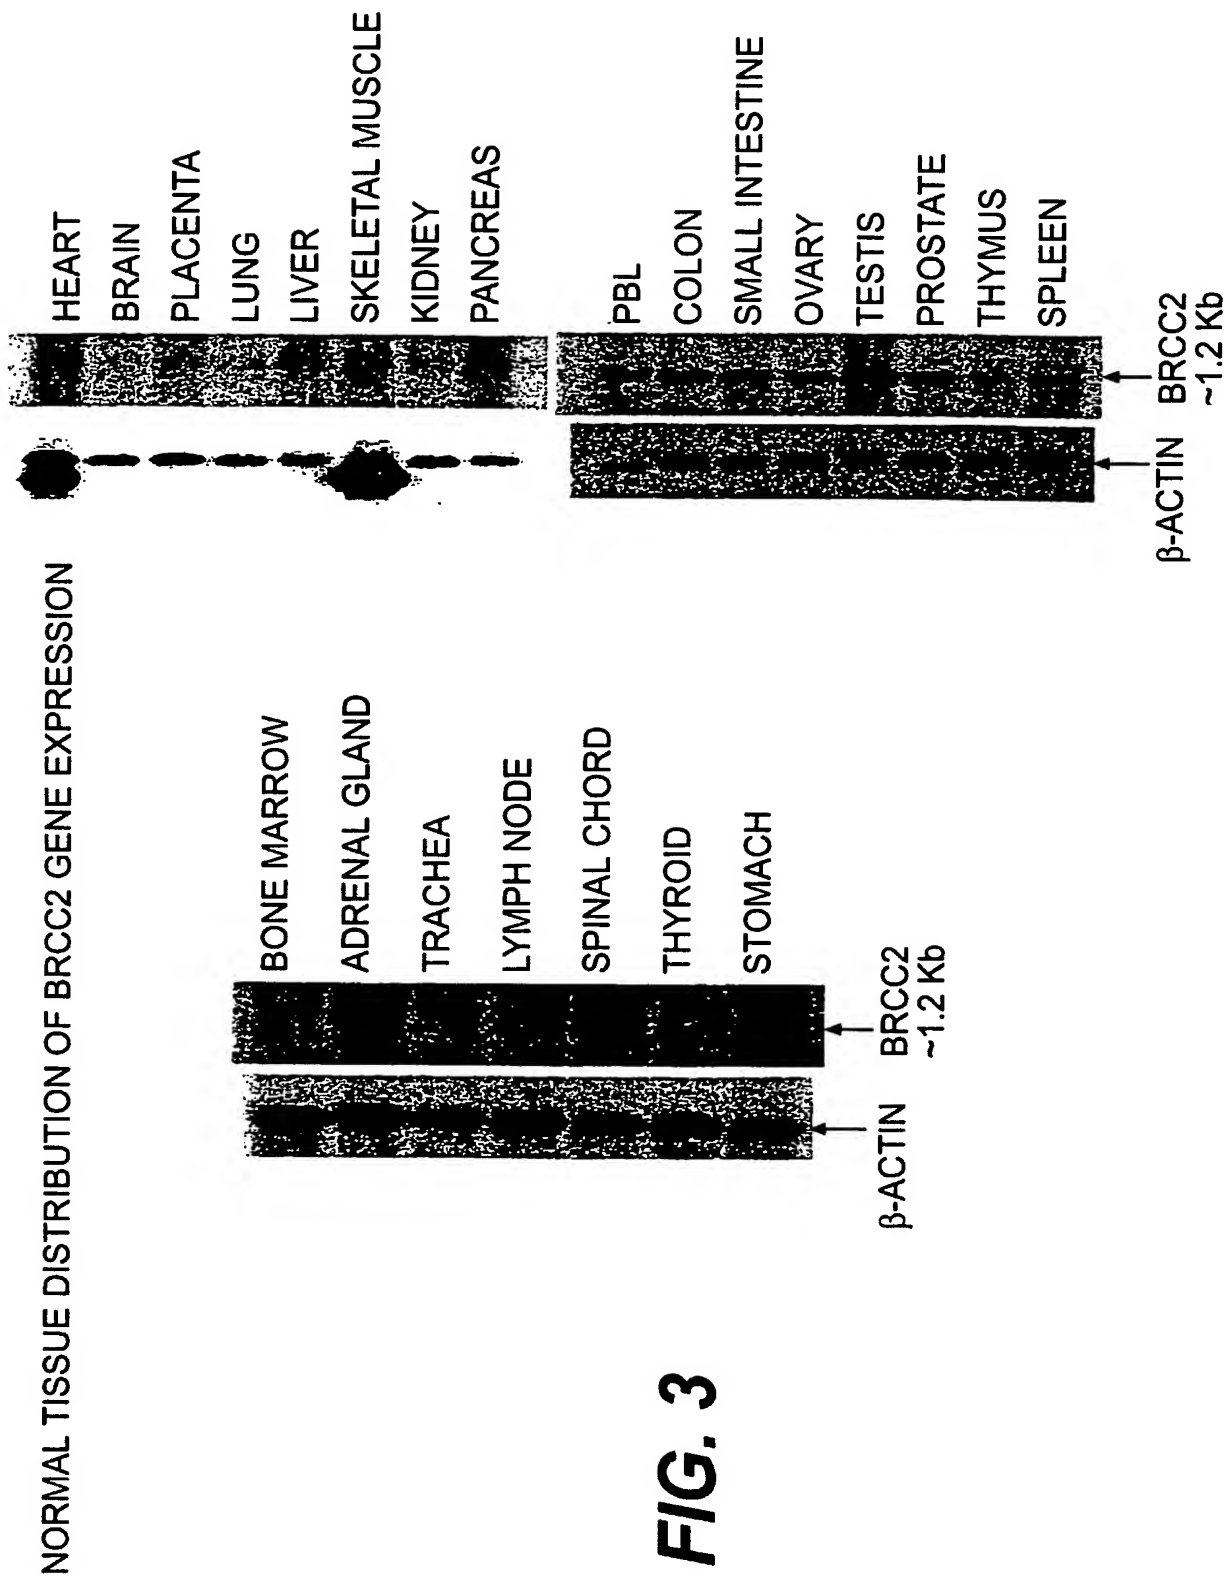 NORMAL TISSUE DISTRIBUTION OF BRCC2 GENE EXPRESSION
HEART
BRAIN
PLACENTA
LUNG
LIVER
SKELETAL MUSCLE
KIDNEY
PANCREAS
PBL
COLON
SMALL INTESTINE
OVARY
TESTIS
PROSTATE
THYMUS
SPLEEN
β-ACTIN
BRCC2
~1.2 Kb
BONE MARROW
ADRENAL GLAND
TRACHEA
LYMPH NODE
SPINAL CHORD
THYROID
STOMACH
β-ACTIN
BRCC2
~1.2 Kb
FIG. 3